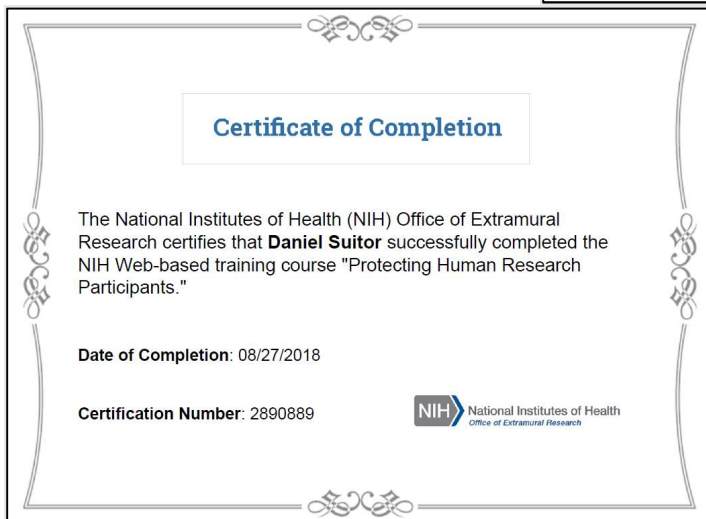 Certificate of Completion
The National Institutes of Health (NIH) Office of Extramural
Research certifies that Daniel Suitor successfully completed the
NIH Web-based training course "Protecting Human Research
Participants."
Date of Completion: 08/27/2018
Certification Number: 2890889
NIH National Institutes of Health
Office of Extramural Research